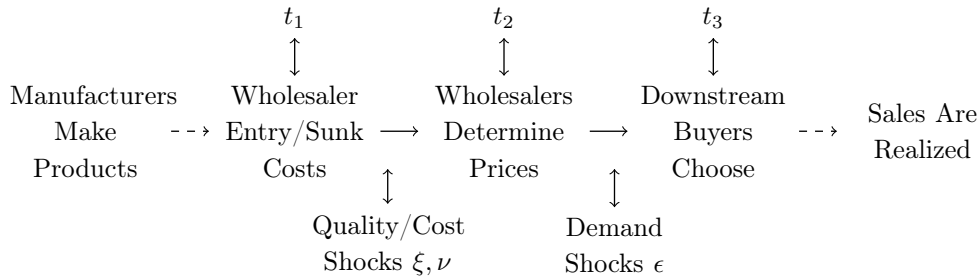 t₁
t₂
t₃
Manufacturers
Make
Products
Wholesaler
Entry/Sunk
Costs
Wholesalers
Determine
Prices
Downstream
Buyers
Choose
Sales Are
Realized
Quality/Cost
Shocks ξ, ν
Demand
Shocks ϵ